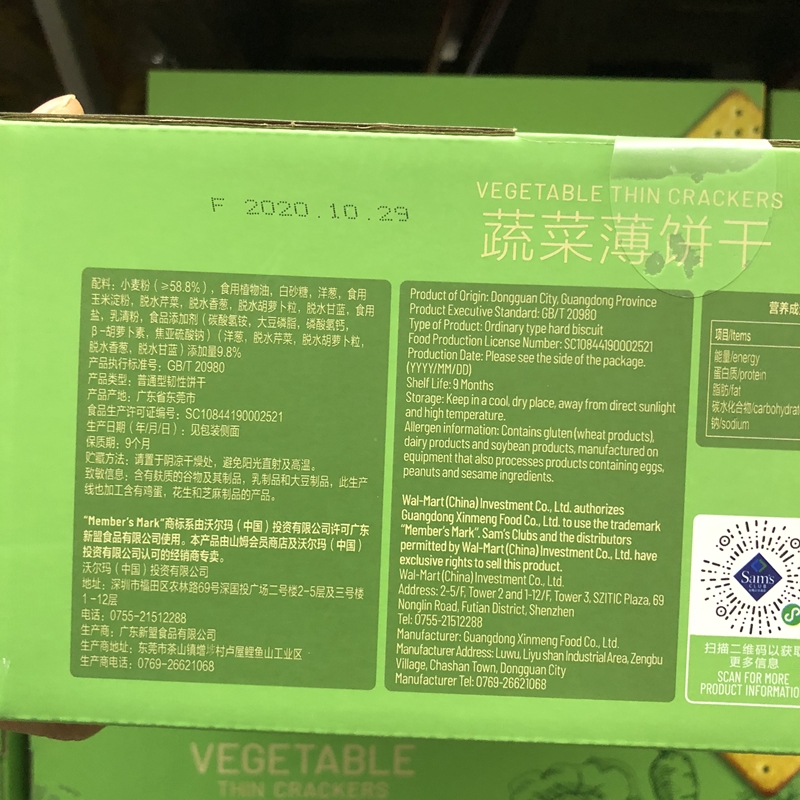 F 2020.10.29
VEGETABLE THIN CRACKERS
蔬菜薄饼干
配料：小麦粉（≥58.8%），食用植物油，白砂糖，洋葱，食用
玉米淀粉，脱水芹菜，脱水香葱，脱水胡萝卜粒，脱水甘蓝，食用
盐，乳清粉，食品添加剂（碳酸氢铵，大豆磷脂，磷酸氢钙，
β-胡萝卜素，焦亚硫酸钠）（洋葱，脱水芹菜，脱水胡萝卜粒，
脱水香葱，脱水甘蓝）添加量9.8%
产品执行标准号：GB/T 20980
产品类型：普通型韧性饼干
产品产地：广东省东莞市
食品生产许可证编号：SC10844190002521
生产日期（年/月/日）：见包装侧面
保质期：9个月
贮藏方法：请置于阴凉干燥处，避免阳光直射及高温。
致敏信息：含有麸质的谷物及其制品，乳制品和大豆制品，此生产
线也加工含有鸡蛋，花生和芝麻制品的产品。
“Member's Mark”商标系由沃尔玛（中国）投资有限公司许可广东
新盟食品有限公司使用。本产品由山姆会员商店及沃尔玛（中国）
投资有限公司认可的经销商专卖。
沃尔玛（中国）投资有限公司
地址：深圳市福田区农林路69号深国投广场二号楼2-5层及三号楼
1-12层
电话：0755-21512288
生产商：广东新盟食品有限公司
生产商地址：东莞市茶山镇增埗村卢屋鲤鱼山工业区
生产商电话：0769-26621068
Product of Origin: Dongguan City, Guangdong Province
Product Executive Standard: GB/T 20980
Type of Product: Ordinary type hard biscuit
Food Production License Number: SC10844190002521
Production Date: Please see the side of the package.
(YYYY/MM/DD)
Shelf Life: 9 Months
Storage: Keep in a cool, dry place, away from direct sunlight
and high temperature.
Allergen information: Contains gluten (wheat products),
dairy products and soybean products, manufactured on
equipment that also processes products containing eggs,
peanuts and sesame ingredients.
Wal-Mart (China) Investment Co., Ltd. authorizes
Guangdong Xinmeng Food Co., Ltd. to use the trademark
“Member's Mark”. Sam's Clubs and the distributors
permitted by Wal-Mart (China) Investment Co., Ltd. have
exclusive rights to sell this product.
Wal-Mart (China) Investment Co., Ltd.
Address: 2-5/F, Tower 2 and 1-12/F, Tower 3, SZITIC Plaza, 69
Nonglin Road, Futian District, Shenzhen
Tel: 0755-21512288
Manufacturer: Guangdong Xinmeng Food Co., Ltd.
Manufacturer Address: Luwu, Liyu shan Industrial Area, Zengbu
Village, Chashan Town, Dongguan City
Manufacturer Tel: 0769-26621068
营养成
项目/Items
能量/energy
蛋白质/protein
脂肪/fat
碳水化合物/carbohydrat
钠/sodium
Sam's
CLUB
扫描二维码以获取
更多信息
SCAN FOR MORE
PRODUCT INFORMATIO
VEGETABLE
THIN CRACKERS